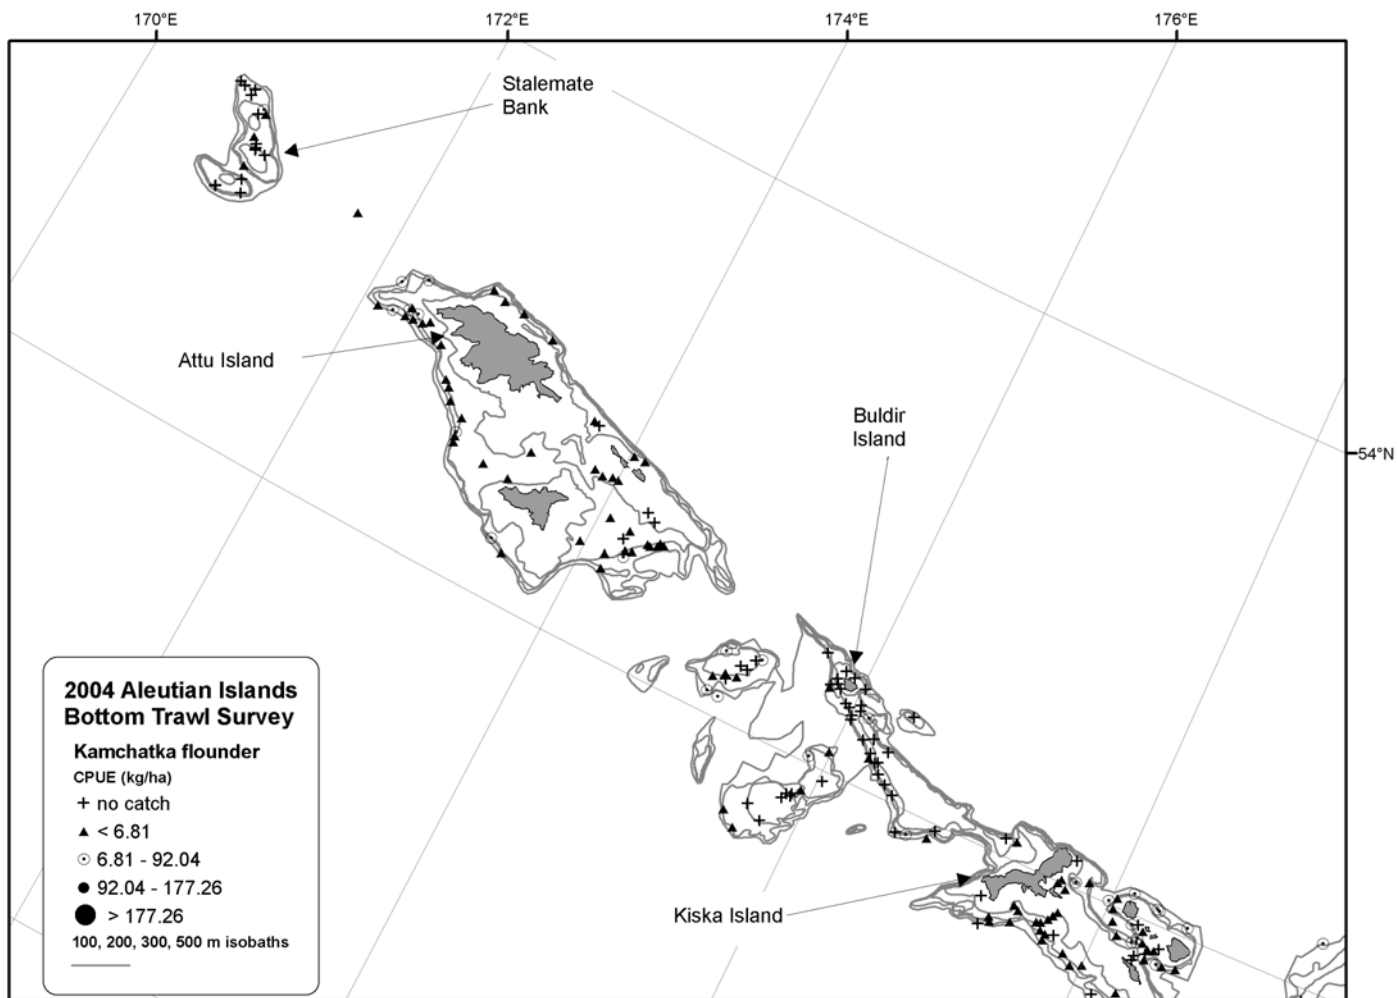 170°E
172°E
174°E
176°E
Stalemate
Bank
Attu Island
Buldir
Island
54°N
Kiska Island
2004 Aleutian Islands
Bottom Trawl Survey
Kamchatka flounder
CPUE (kg/ha)
no catch
< 6.81
6.81 - 92.04
92.04 - 177.26
> 177.26
100, 200, 300, 500 m isobaths